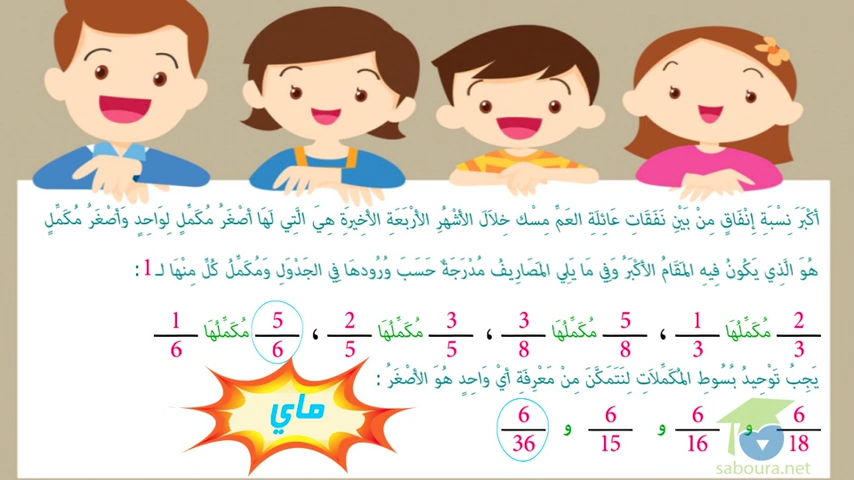 أَكْبَرَ نِسْبَةِ إِنْفَاقٍ مِنْ بَيْنِ نَفَقَاتِ عَائِلَةِ العَمِّ مِسْك خِلَالَ الأَشْهُرِ الأَرْبَعَةِ الأَخِيرَةِ هِيَ الَّتِي لَهَا أَصْغَرُ مُكَمِّلٍ لِوَاحِدٍ وَأَصْغَرُ مُكَمِّلٍ
هُوَ الَّذِي يَكُونُ فِيهِ المَقَامُ الأَكْبَرُ وَفِي مَا يَلِي المَصَارِيفُ مُدْرَجَةٌ حَسَبَ وُرُودِهَا فِي الجَدْوَلِ وَمُكَمِّلُ كُلٍّ مِنْهَا لـ 1 :
2/3 مُكَمِّلُهَا 1/3 ، 5/8 مُكَمِّلُهَا 3/8 ، 3/5 مُكَمِّلُهَا 2/5 ، 5/6 مُكَمِّلُهَا 1/6
يَجِبُ تَوْحِيدُ بُسُوطِ المُكَمِّلَاتِ لِنَتَمَكَّنَ مِنْ مَعْرِفَةِ أَيِّ وَاحِدٍ هُوَ الأَصْغَرُ :
6/18 و 6/16 و 6/15 و 6/36
ماي
saboura.net